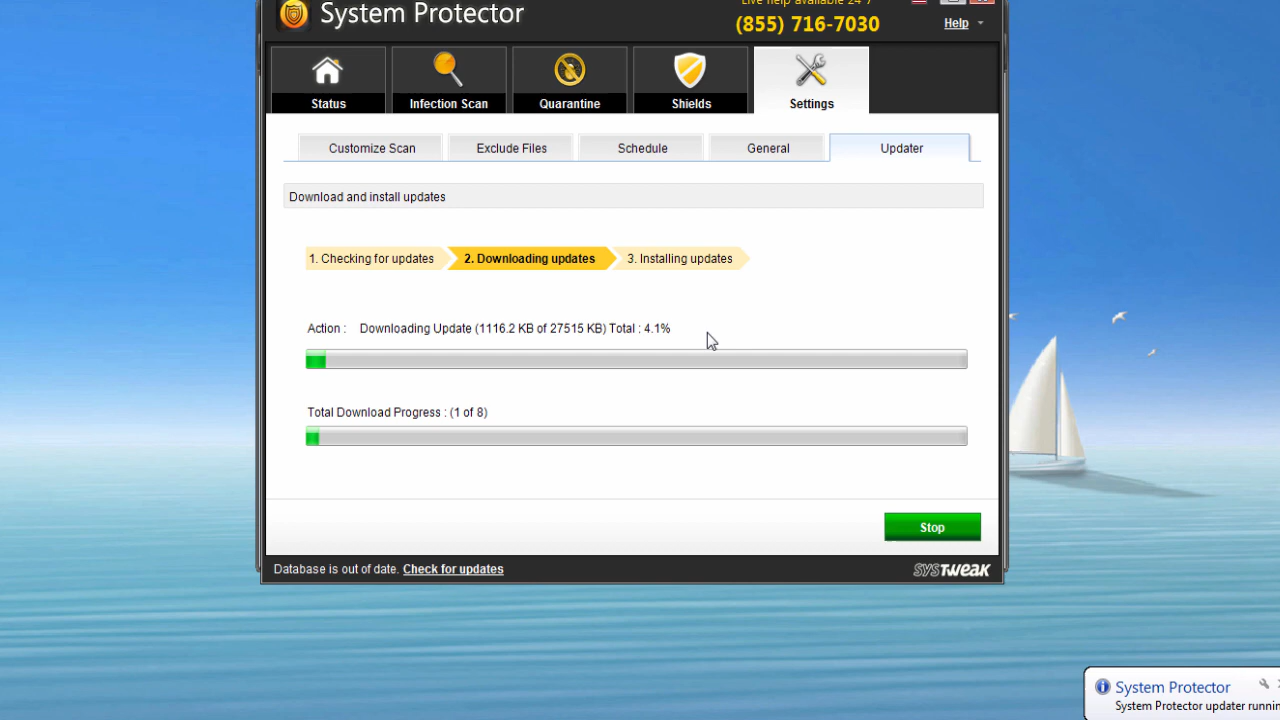 System Protector
Live help available 24-7
(855) 716-7030
Help
Status
Infection Scan
Quarantine
Shields
Settings
Customize Scan
Exclude Files
Schedule
General
Updater
Download and install updates
1. Checking for updates
2. Downloading updates
3. Installing updates
Action : Downloading Update (1116.2 KB of 27515 KB) Total : 4.1%
Total Download Progress : (1 of 8)
Stop
Database is out of date. Check for updates
SYSTWEAK
System Protector
System Protector updater runnin